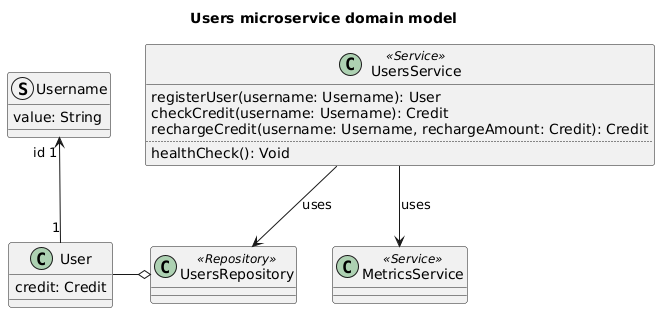 Users microservice domain model
S Username
value: String
C «Service»
UsersService
registerUser(username: Username): User
checkCredit(username: Username): Credit
rechargeCredit(username: Username, rechargeAmount: Credit): Credit
healthCheck(): Void
id 1
1
uses
uses
C User
credit: Credit
C «Repository»
UsersRepository
C «Service»
MetricsService